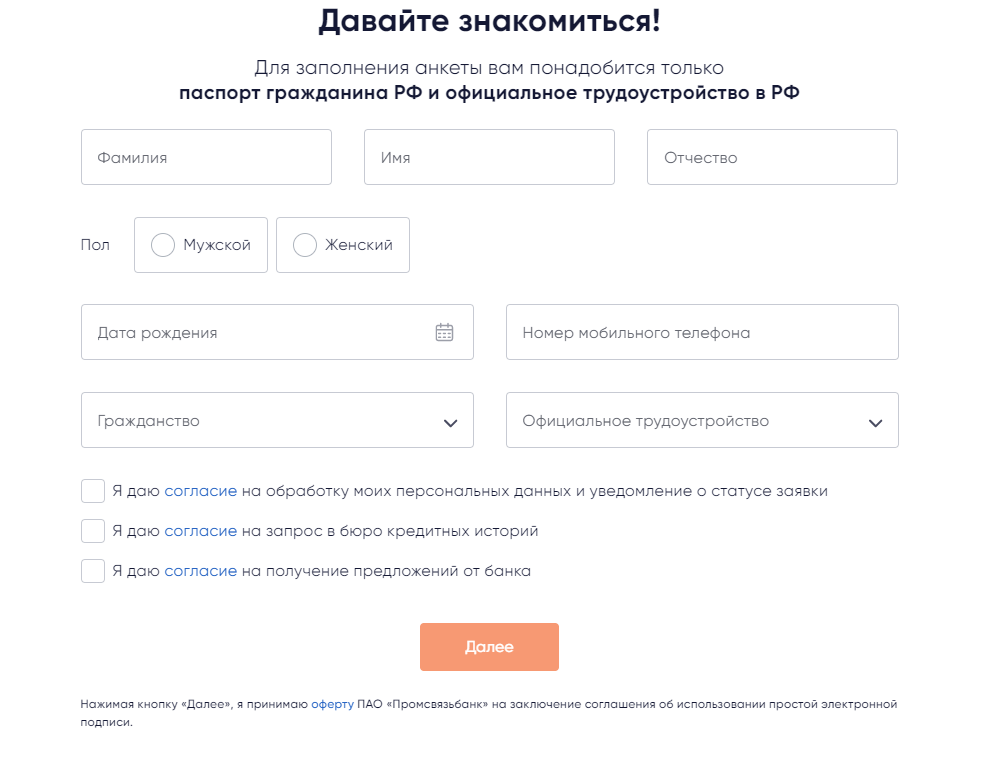 Давайте знакомиться!
Для заполнения анкеты вам понадобится только
паспорт гражданина РФ и официальное трудоустройство в РФ
Фамилия
Имя
Отчество
Пол
Мужской
Женский
Дата рождения
Номер мобильного телефона
Гражданство
Официальное трудоустройство
Я даю согласие на обработку моих персональных данных и уведомление о статусе заявки
Я даю согласие на запрос в бюро кредитных историй
Я даю согласие на получение предложений от банка
Далее
Нажимая кнопку «Далее», я принимаю оферту ПАО «Промсвязьбанк» на заключение соглашения об использовании простой электронной
подписи.